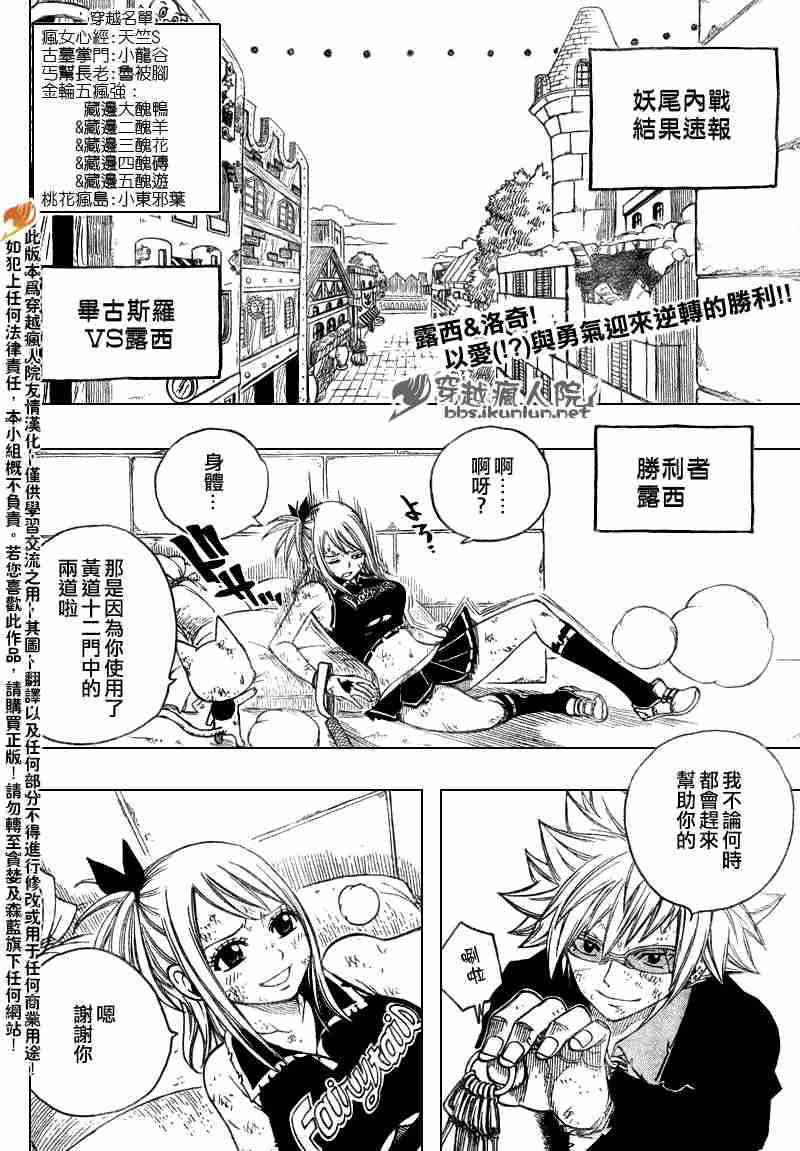 穿越名單
瘋女心經:天竺S
古墓掌門:小龍谷
丐幫長老:魯被腳
金輪五瘋強:
藏邊大醜鴨
&藏邊二醜羊
&藏邊三醜花
&藏邊四醜磚
&藏邊五醜遊
桃花瘋島:小東邪葉
妖尾內戰
結果速報
畢古斯羅
VS露西
露西&洛奇!
以愛(!?)與勇氣迎來逆轉的勝利!!
穿越瘋人院
bbs.ikunlun.net
勝利者
露西
啊……
啊呀?
身體…
よろ…
那是因為你使用了
黃道十二門中的
兩道啦
我不論何時
都會趕來
幫助你的
唰啦
嗯
謝謝你
Fairytail
此版本為穿越瘋人院友情漢化~僅供學習交流之用~其圖~翻譯以及任何部分不得進行修改或用于任何商業用途!
如犯上任何法律責任,本小組概不負責。若您喜歡此作品,請購買正版!請勿轉至貪婪及森藍旗下任何網站!